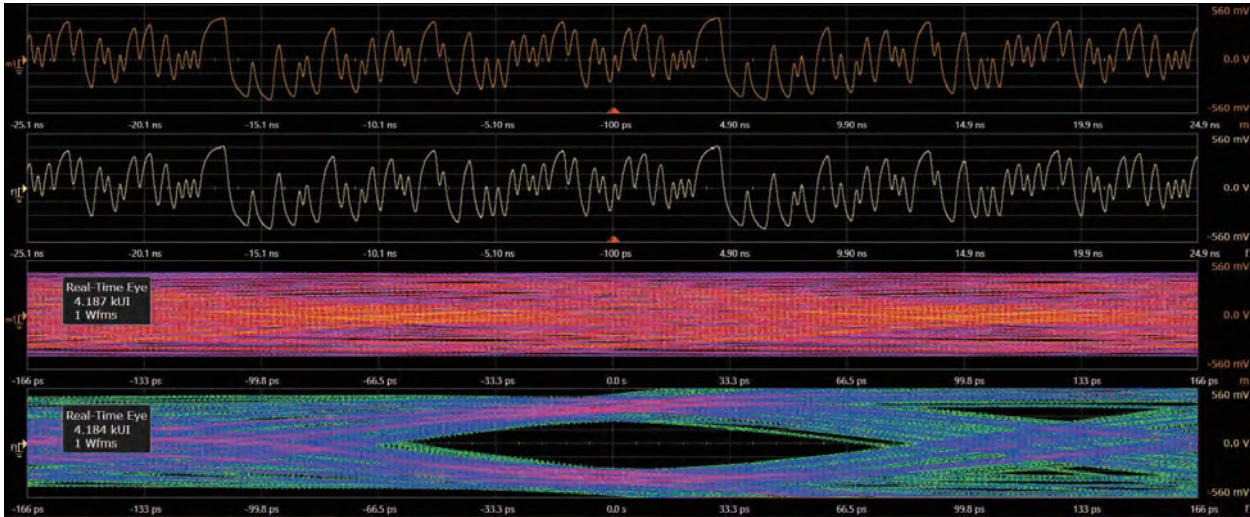 560 mV
m1
0.0 V
-560 mV
-25.1 ns -20.1 ns -15.1 ns -10.1 ns -5.10 ns -100 ps 4.90 ns 9.90 ns 14.9 ns 19.9 ns 24.9 ns m
560 mV
f1
0.0 V
-560 mV
-25.1 ns -20.1 ns -15.1 ns -10.1 ns -5.10 ns -100 ps 4.90 ns 9.90 ns 14.9 ns 19.9 ns 24.9 ns f
560 mV
Real-Time Eye
4.187 kUI
1 Wfms
m1
0.0 V
-560 mV
-166 ps -133 ps -99.8 ps -66.5 ps -33.3 ps 0.0 s 33.3 ps 66.5 ps 99.8 ps 133 ps 166 ps m
560 mV
Real-Time Eye
4.184 kUI
1 Wfms
f1
0.0 V
-560 mV
-166 ps -133 ps -99.8 ps -66.5 ps -33.3 ps 0.0 s 33.3 ps 66.5 ps 99.8 ps 133 ps 166 ps f